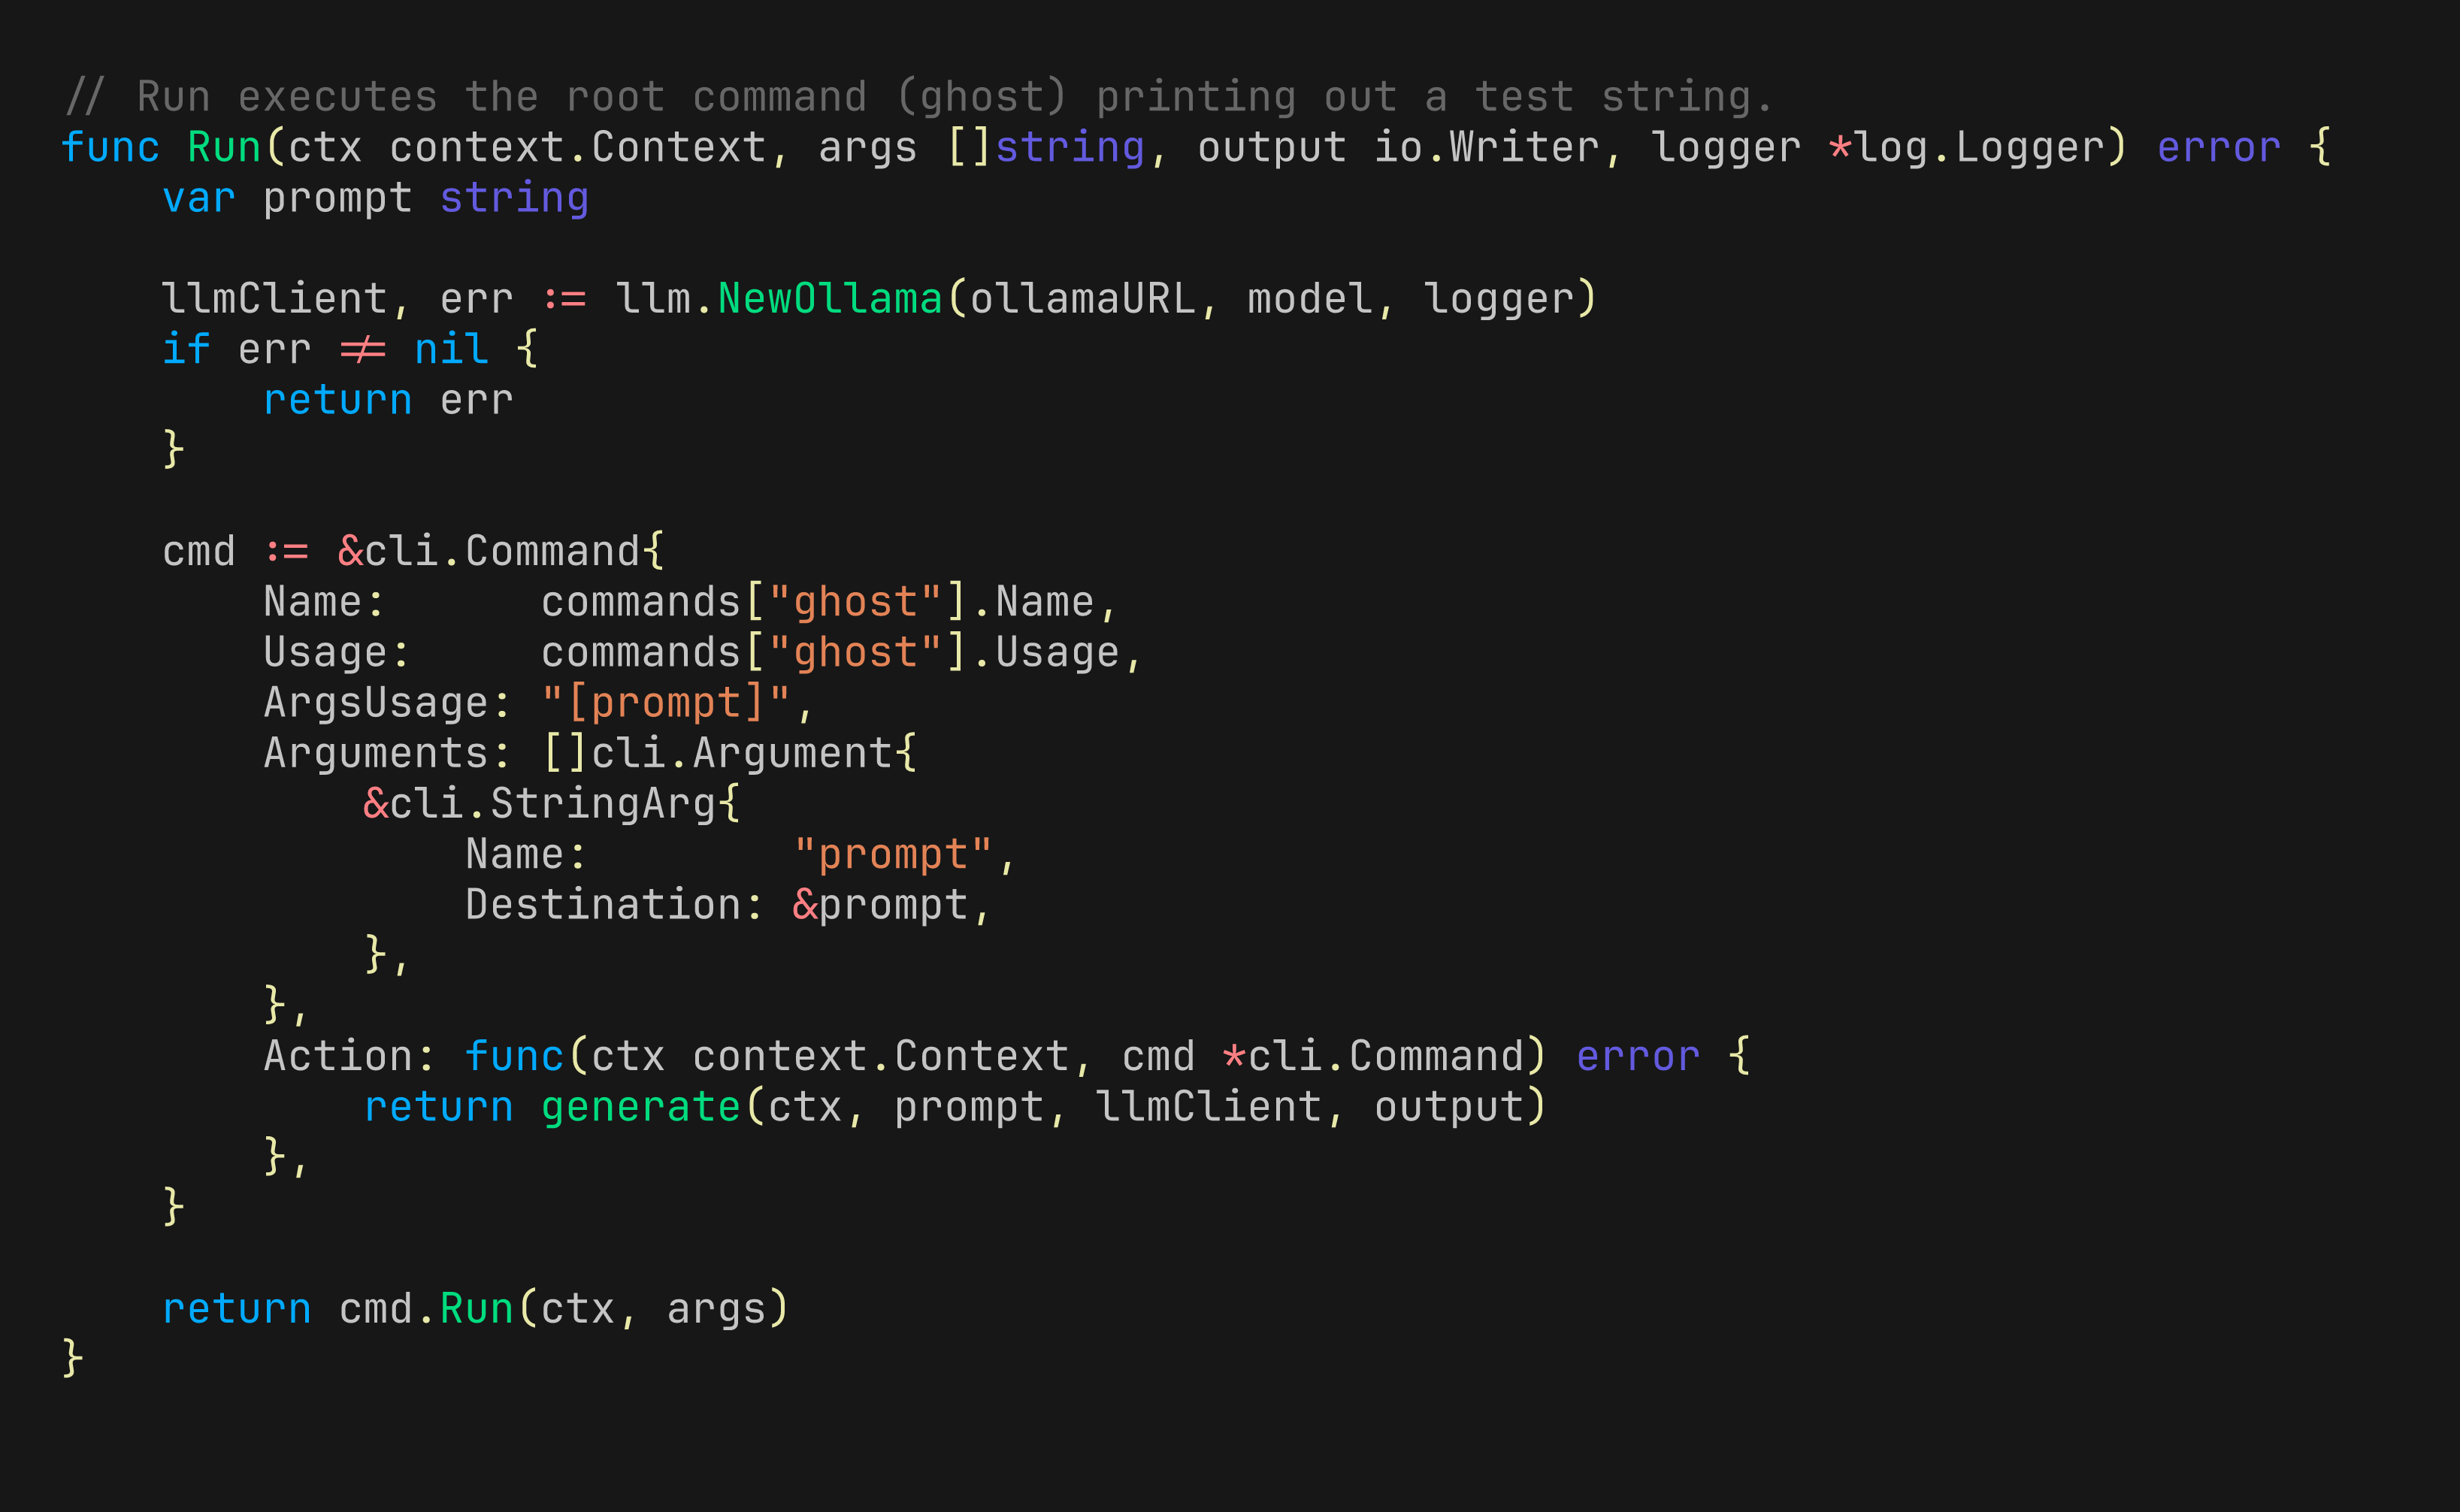 // Run executes the root command (ghost) printing out a test string.
func Run(ctx context.Context, args []string, output io.Writer, logger *log.Logger) error {
    var prompt string

    llmClient, err := llm.NewOllama(ollamaURL, model, logger)
    if err != nil {
        return err
    }

    cmd := &cli.Command{
        Name:      commands["ghost"].Name,
        Usage:     commands["ghost"].Usage,
        ArgsUsage: "[prompt]",
        Arguments: []cli.Argument{
            &cli.StringArg{
                Name:        "prompt",
                Destination: &prompt,
            },
        },
        Action: func(ctx context.Context, cmd *cli.Command) error {
            return generate(ctx, prompt, llmClient, output)
        },
    }

    return cmd.Run(ctx, args)
}